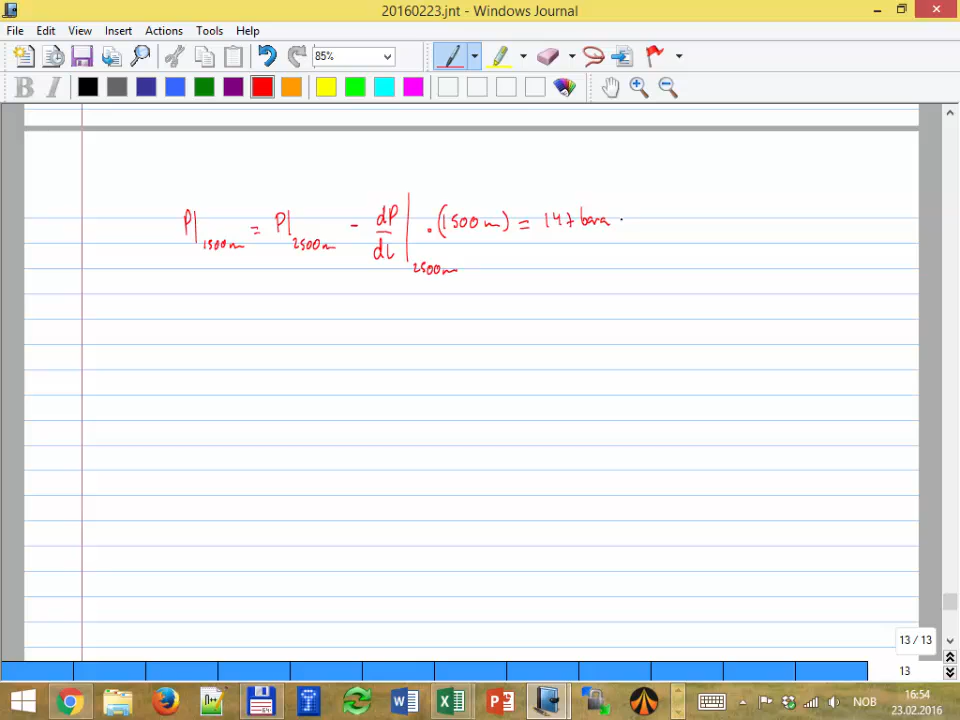 20160223.jnt - Windows Journal
File Edit View Insert Actions Tools Help
85%
B I
P|1500m = P|2500m - dP/dL|2500m · (1500m) = 147 bara
13 / 13
13
16:54
NOB
23.02.2016